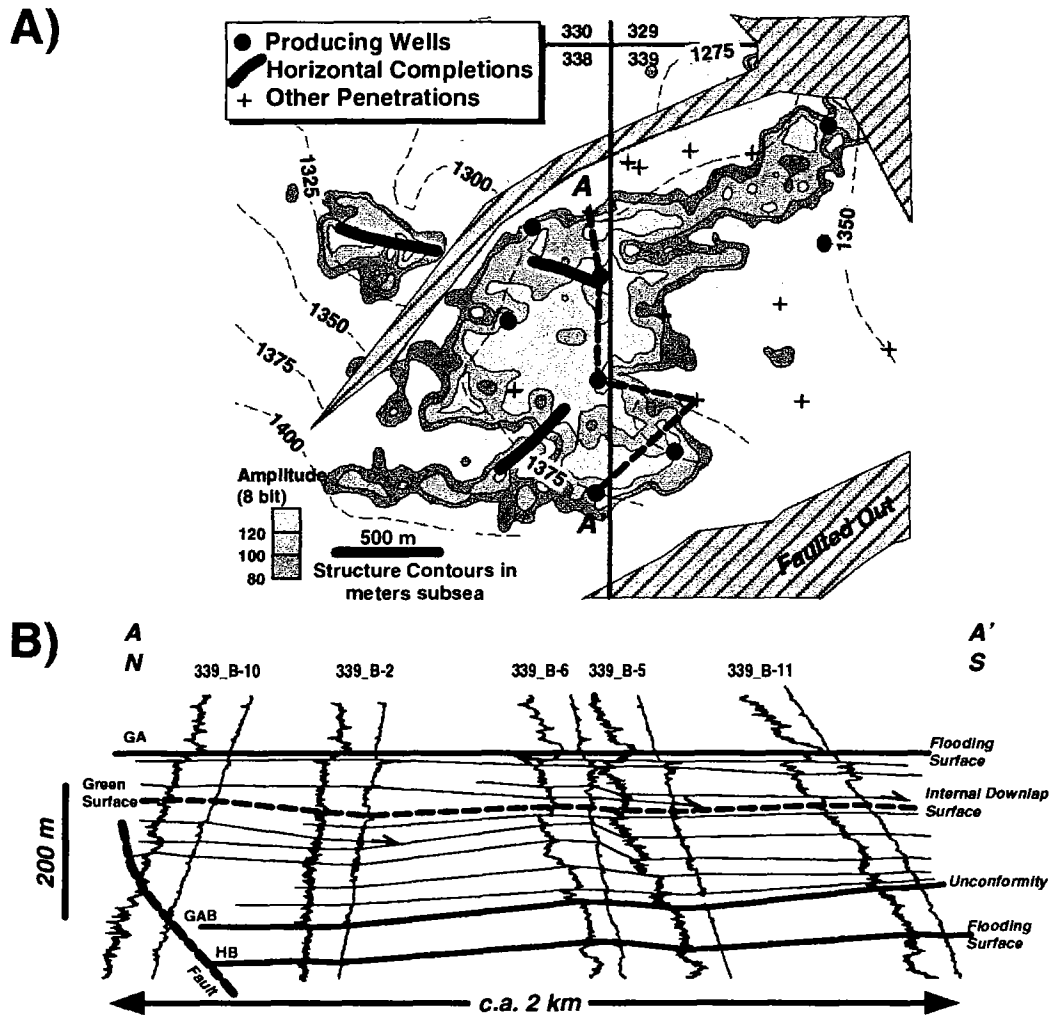 A)
Producing Wells
Horizontal Completions
Other Penetrations
330 329
338 339
1275
1325
1300
A
1350
1350
1375
1400
1375
A'
Amplitude
(8 bit)
120
100
80
500 m
Structure Contours in
meters subsea
Faulted Out
B)
A
N
A'
S
339_B-10
339_B-2
339_B-6
339_B-5
339_B-11
GA
Flooding
Surface
Green
Surface
Internal Downlap
Surface
200 m
Unconformity
GAB
Flooding
Surface
HB
Fault
c.a. 2 km